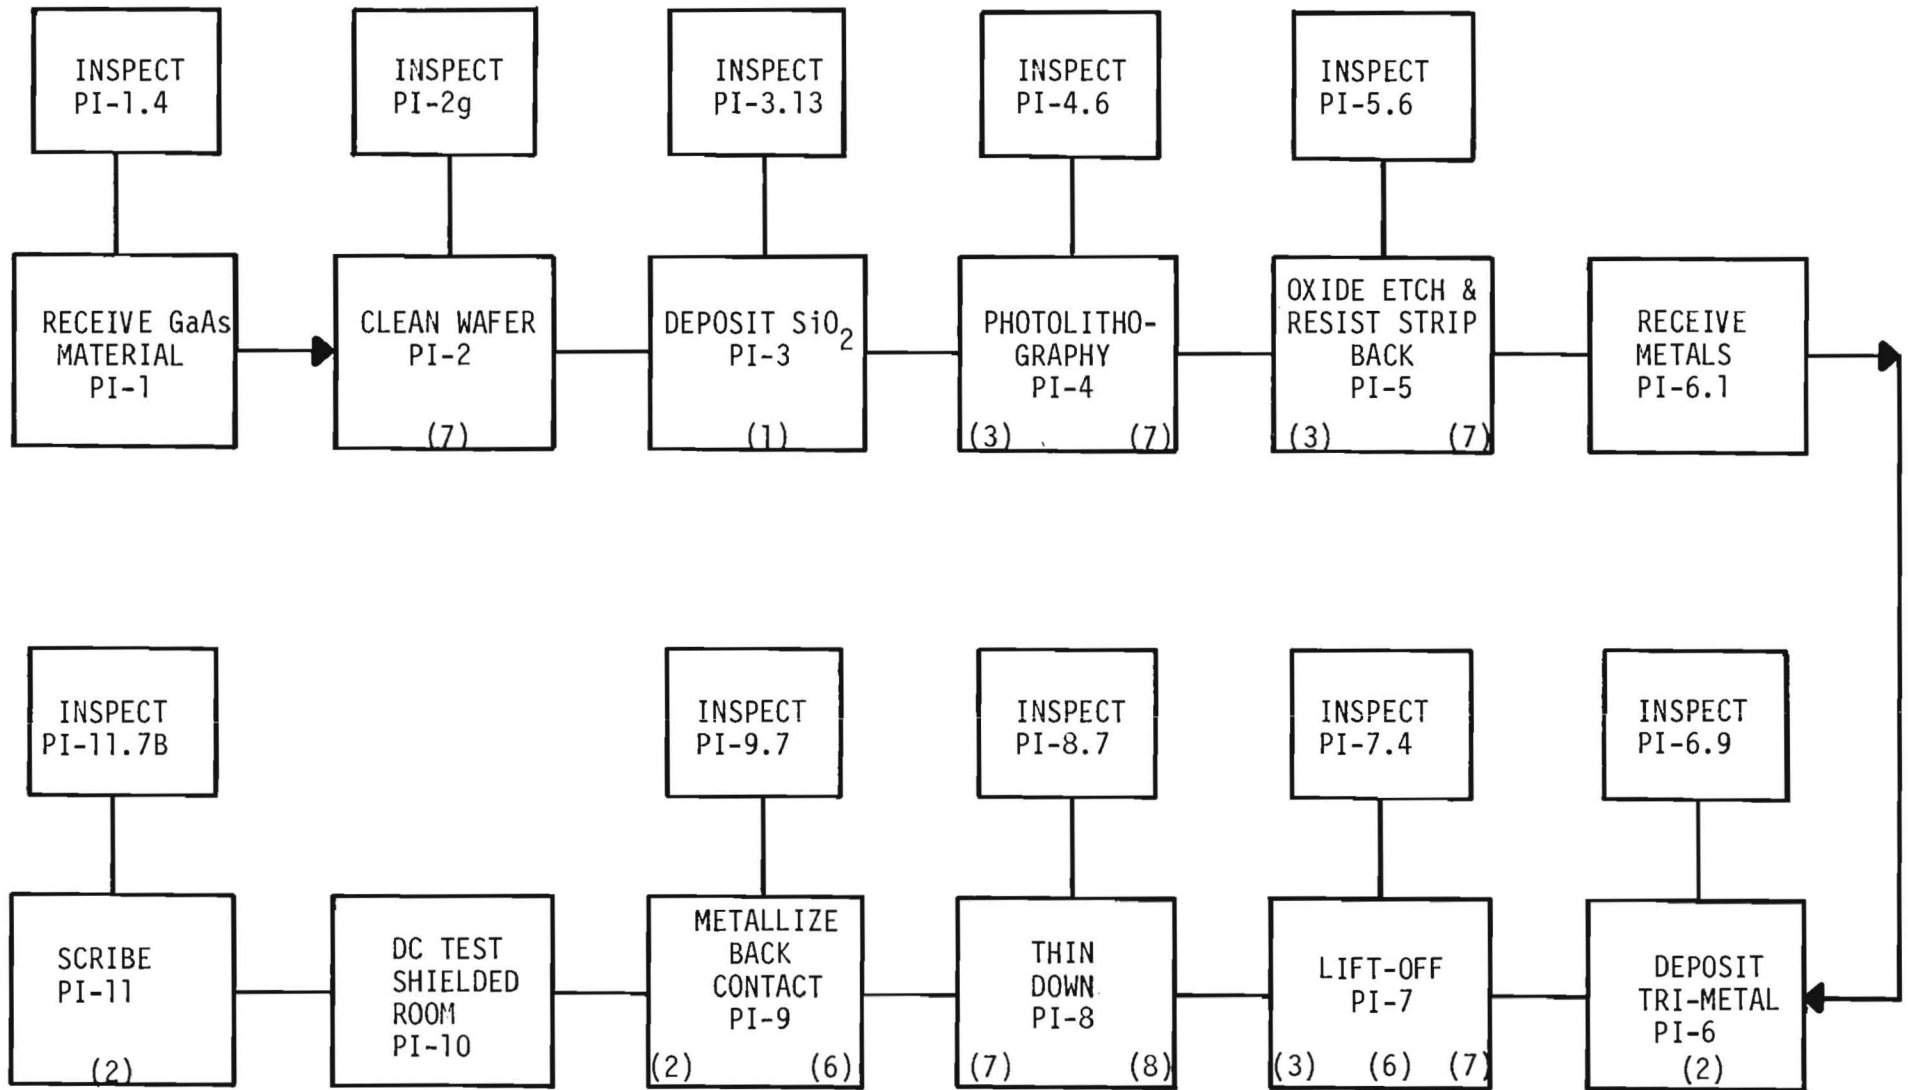 INSPECT
PI-1.4
INSPECT
PI-2g
INSPECT
PI-3.13
INSPECT
PI-4.6
INSPECT
PI-5.6
RECEIVE GaAs
MATERIAL
PI-1
CLEAN WAFER
PI-2
(7)
DEPOSIT SiO2
PI-3
(1)
PHOTOLITHO-
GRAPHY
PI-4
(3) (7)
OXIDE ETCH &
RESIST STRIP
BACK
PI-5
(3) (7)
RECEIVE
METALS
PI-6.1
INSPECT
PI-11.7B
INSPECT
PI-9.7
INSPECT
PI-8.7
INSPECT
PI-7.4
INSPECT
PI-6.9
SCRIBE
PI-11
(2)
DC TEST
SHIELDED
ROOM
PI-10
METALLIZE
BACK
CONTACT
PI-9
(2) (6)
THIN
DOWN
PI-8
(7) (8)
LIFT-OFF
PI-7
(3) (6) (7)
DEPOSIT
TRI-METAL
PI-6
(2)